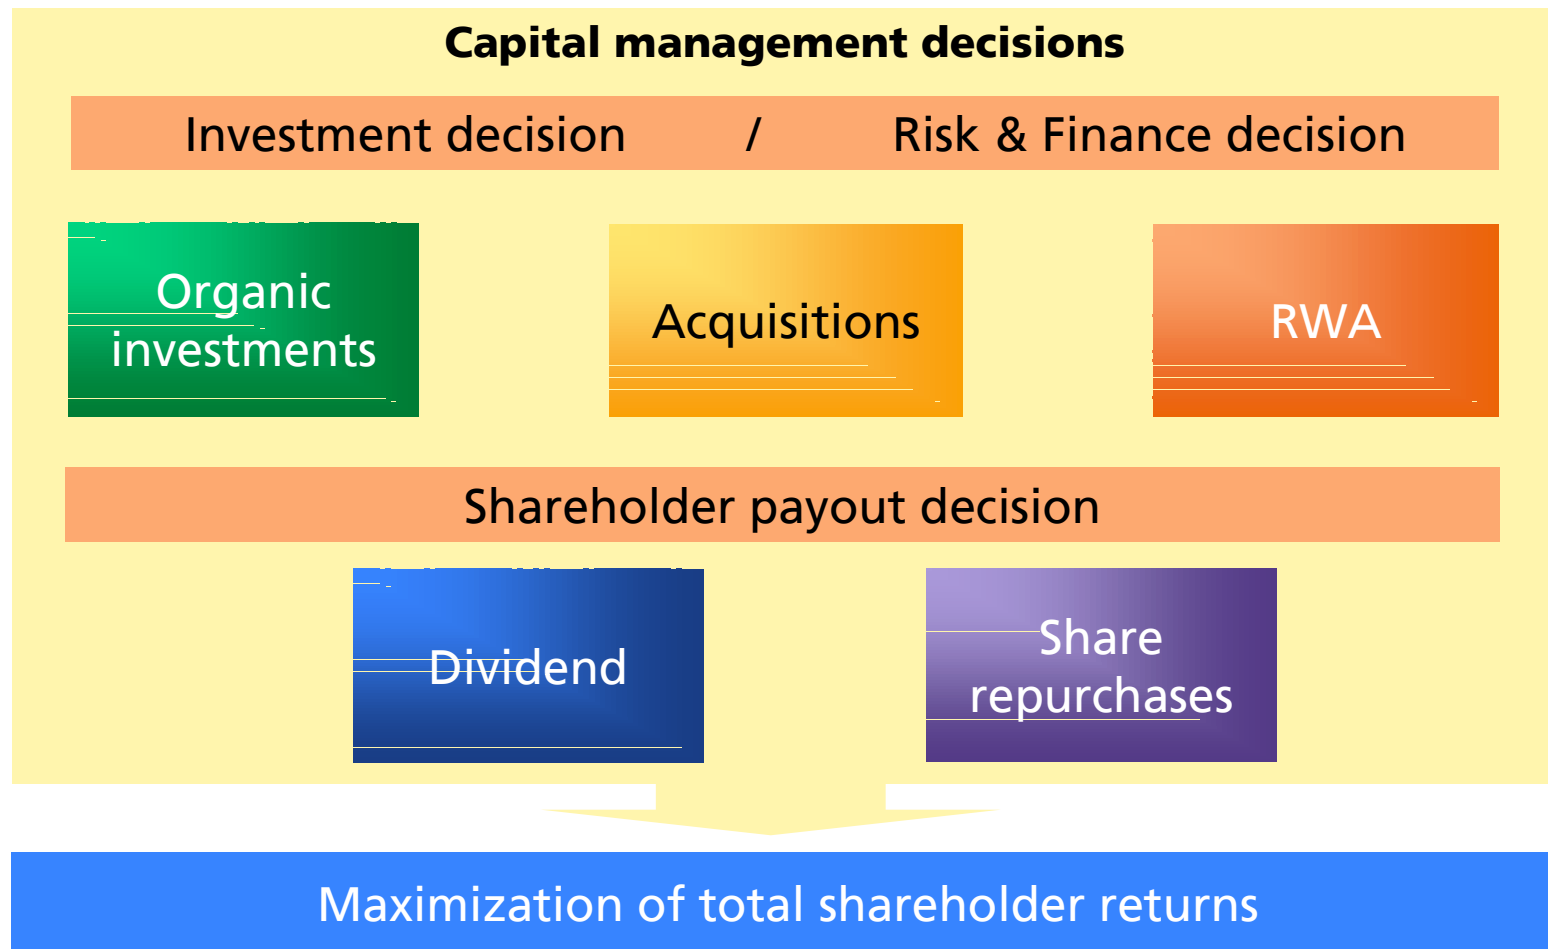 Capital management decisions
Investment decision / Risk & Finance decision
Organic
investments
Acquisitions
RWA
Shareholder payout decision
Dividend
Share
repurchases
Maximization of total shareholder returns